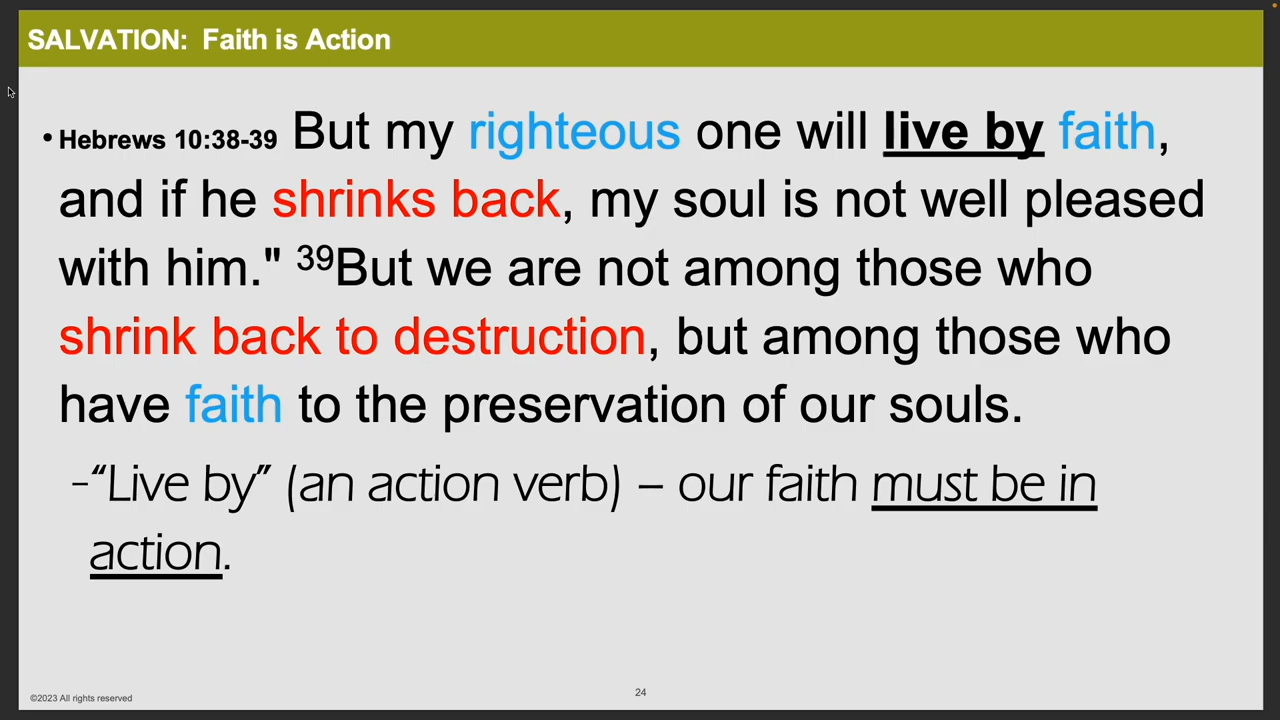 SALVATION:  Faith is Action
• Hebrews 10:38-39 But my righteous one will live by faith,
and if he shrinks back, my soul is not well pleased
with him." 39But we are not among those who
shrink back to destruction, but among those who
have faith to the preservation of our souls.
-“Live by” (an action verb) – our faith must be in
action.
©2023 All rights reserved
24